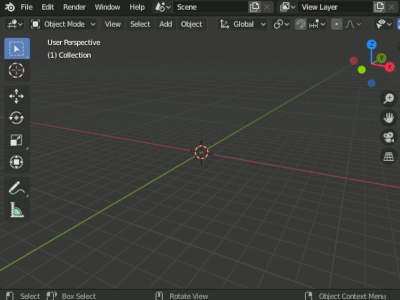 File Edit Render Window Help Scene View Layer
Object Mode View Select Add Object Global
User Perspective
(1) Collection
Z
Y
X
Select Box Select Rotate View Object Context Menu